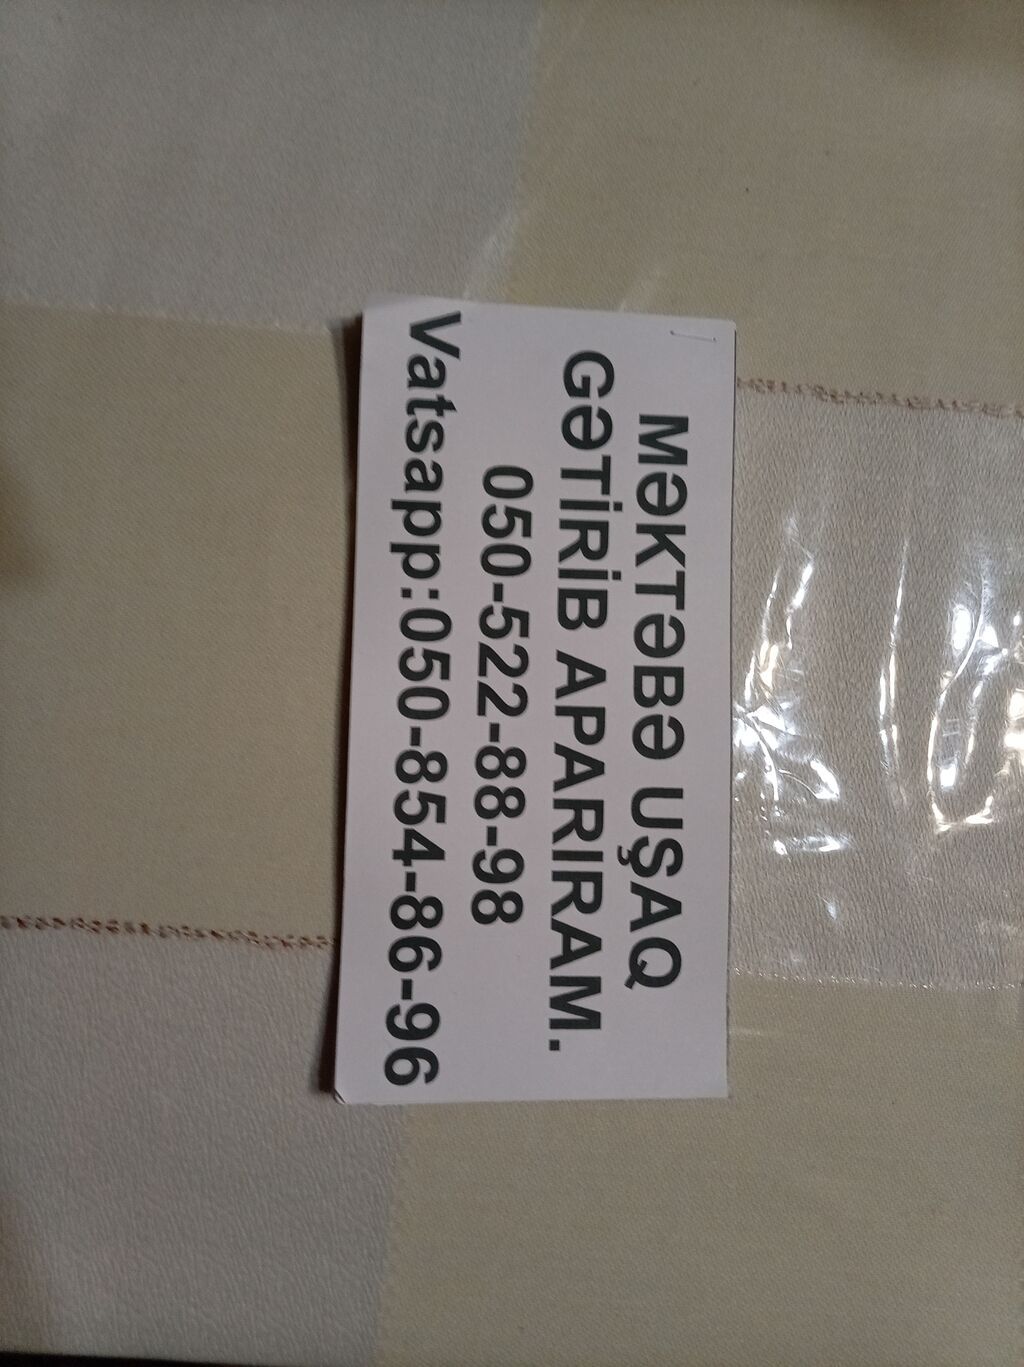 MƏKTƏBƏ UŞAQ
GƏTİRİB APARIRAM.
050-522-88-98
Vatsapp:050-854-86-96